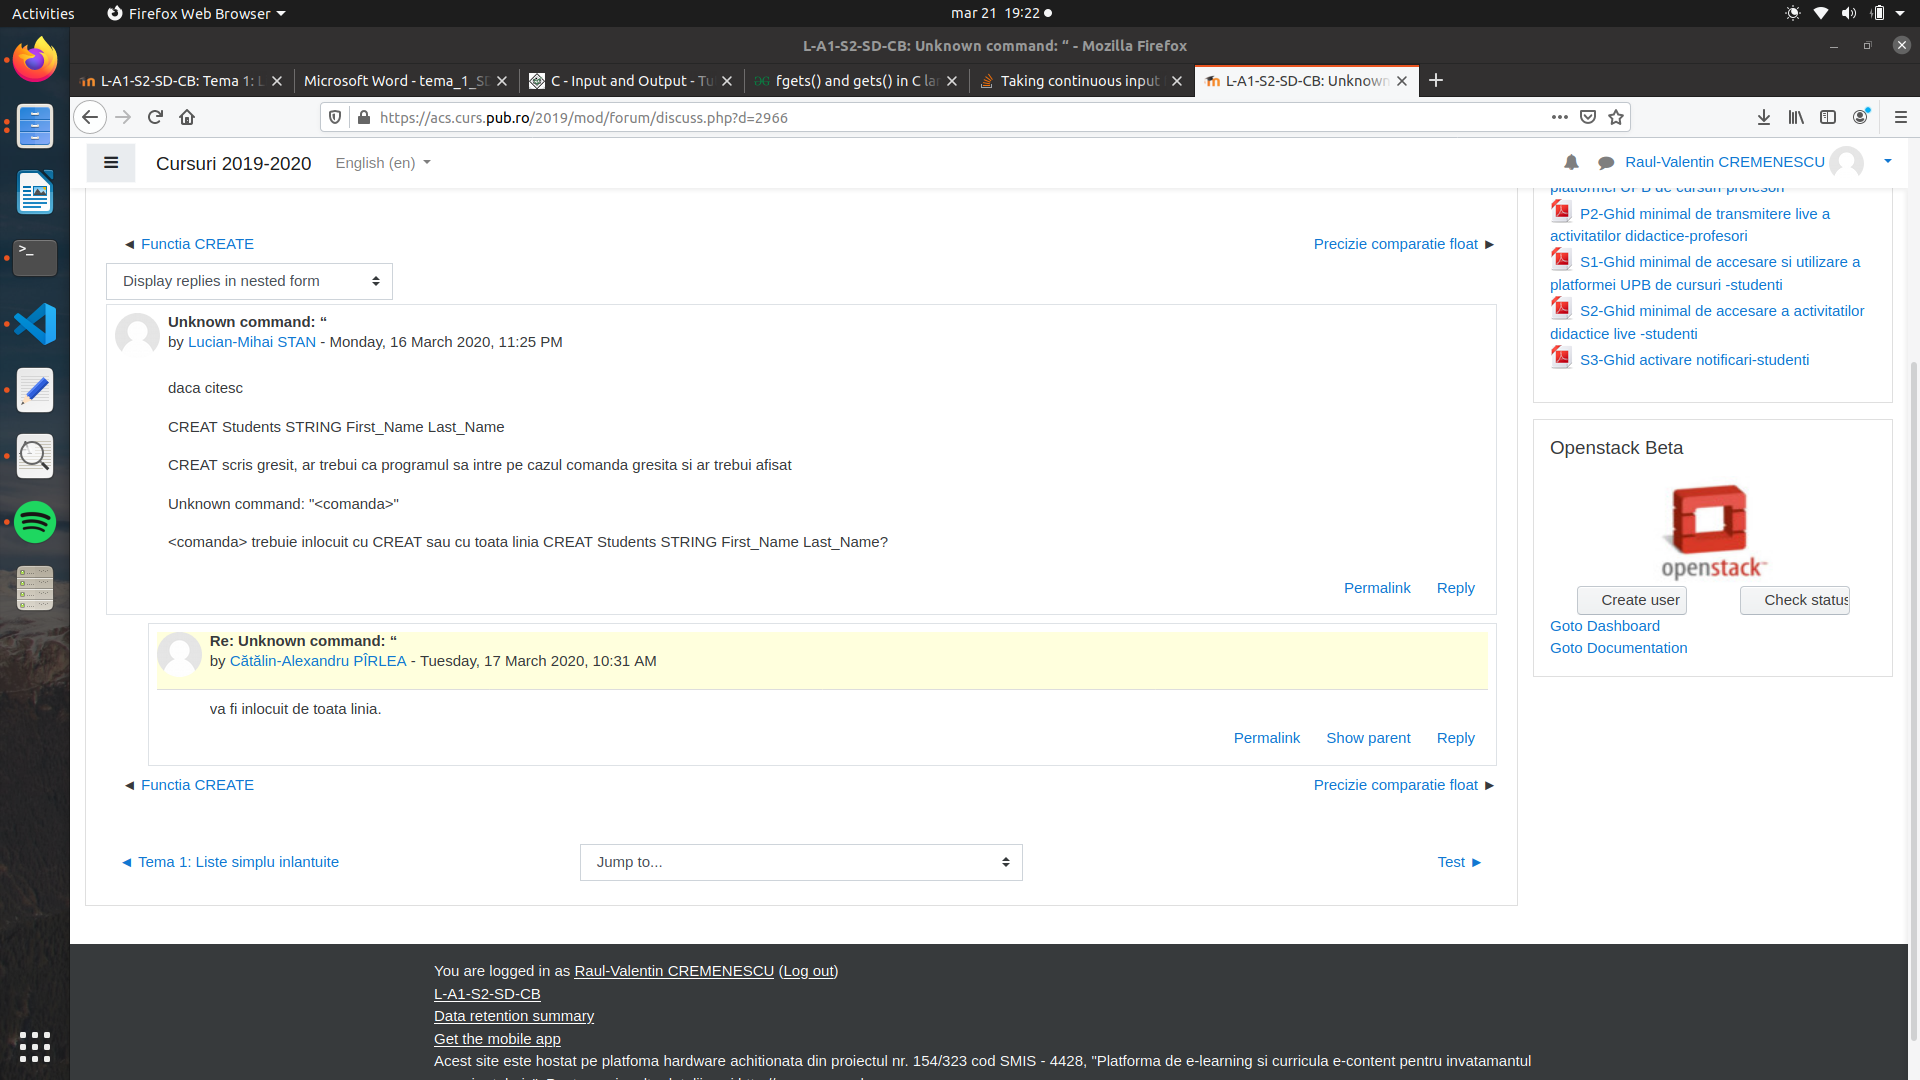 Activities
Firefox Web Browser
mar 21 19:22
L-A1-S2-SD-CB: Unknown command: “ - Mozilla Firefox
L-A1-S2-SD-CB: Tema 1: L
Microsoft Word - tema_1_SD
C - Input and Output - Tu
fgets() and gets() in C lan
Taking continuous input
L-A1-S2-SD-CB: Unknown
https://acs.curs.pub.ro/2019/mod/forum/discuss.php?d=2966
Cursuri 2019-2020
English (en)
Raul-Valentin CREMENESCU
platformei UPB de cursuri-profesori
P2-Ghid minimal de transmitere live a
activitatilor didactice-profesori
S1-Ghid minimal de accesare si utilizare a
platformei UPB de cursuri -studenti
S2-Ghid minimal de accesare a activitatilor
didactice live -studenti
S3-Ghid activare notificari-studenti
◄ Functia CREATE
Precizie comparatie float ►
Display replies in nested form
Unknown command: “
by Lucian-Mihai STAN - Monday, 16 March 2020, 11:25 PM
daca citesc
CREAT Students STRING First_Name Last_Name
CREAT scris gresit, ar trebui ca programul sa intre pe cazul comanda gresita si ar trebui afisat
Unknown command: "<comanda>"
<comanda> trebuie inlocuit cu CREAT sau cu toata linia CREAT Students STRING First_Name Last_Name?
Permalink
Reply
Re: Unknown command: “
by Cătălin-Alexandru PÎRLEA - Tuesday, 17 March 2020, 10:31 AM
va fi inlocuit de toata linia.
Permalink
Show parent
Reply
◄ Functia CREATE
Precizie comparatie float ►
◄ Tema 1: Liste simplu inlantuite
Jump to...
Test ►
Openstack Beta
openstack™
Create user
Check status
Goto Dashboard
Goto Documentation
You are logged in as Raul-Valentin CREMENESCU (Log out)
L-A1-S2-SD-CB
Data retention summary
Get the mobile app
Acest site este hostat pe platfoma hardware achitionata din proiectul nr. 154/323 cod SMIS - 4428, "Platforma de e-learning si curricula e-content pentru invatamantul